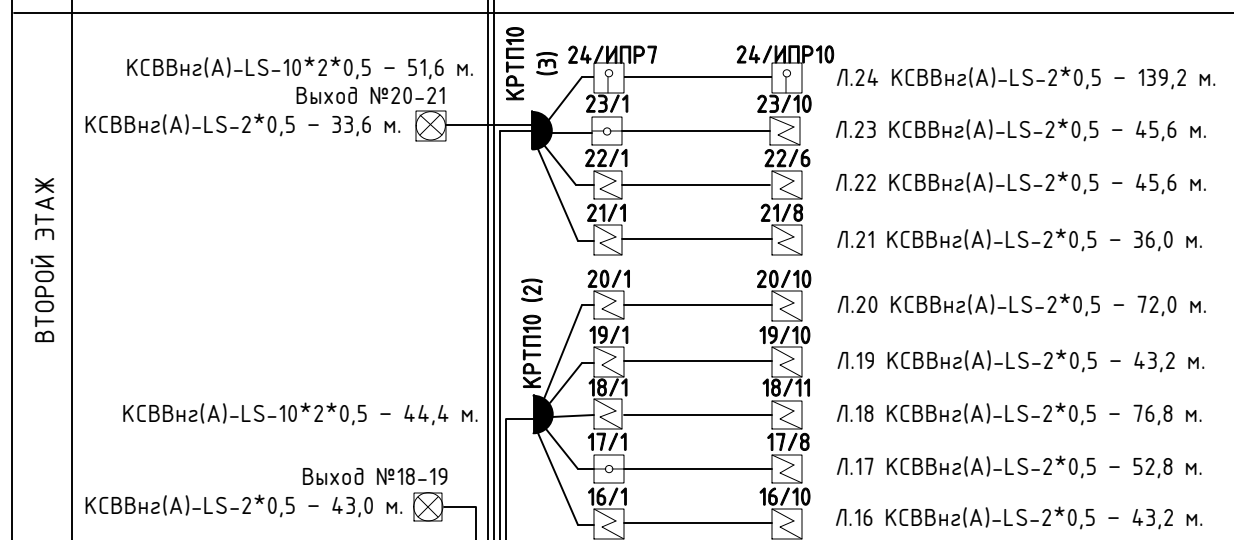 ВТОРОЙ ЭТАЖ
КСВВнг(А)-LS-10*2*0,5 - 51,6 м.
Выход №20-21
КСВВнг(А)-LS-2*0,5 - 33,6 м.
КРТП10
(3)
24/ИПР7 24/ИПР10
Л.24 КСВВнг(А)-LS-2*0,5 - 139,2 м.
23/1 23/10
Л.23 КСВВнг(А)-LS-2*0,5 - 45,6 м.
22/1 22/6
Л.22 КСВВнг(А)-LS-2*0,5 - 45,6 м.
21/1 21/8
Л.21 КСВВнг(А)-LS-2*0,5 - 36,0 м.
КРТП10 (2)
20/1 20/10
Л.20 КСВВнг(А)-LS-2*0,5 - 72,0 м.
19/1 19/10
Л.19 КСВВнг(А)-LS-2*0,5 - 43,2 м.
18/1 18/11
Л.18 КСВВнг(А)-LS-2*0,5 - 76,8 м.
17/1 17/8
Л.17 КСВВнг(А)-LS-2*0,5 - 52,8 м.
16/1 16/10
Л.16 КСВВнг(А)-LS-2*0,5 - 43,2 м.
КСВВнг(А)-LS-10*2*0,5 - 44,4 м.
Выход №18-19
КСВВнг(А)-LS-2*0,5 - 43,0 м.